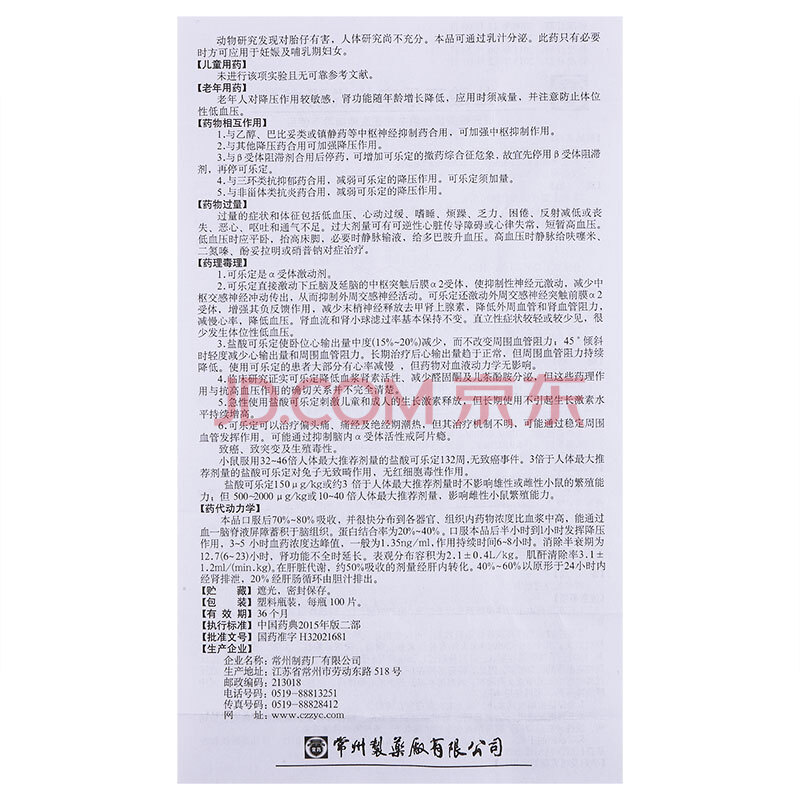 动物研究发现对胎仔有害，人体研究尚不充分。本品可通过乳汁分泌。此药只有必要
时方可应用于妊娠及哺乳期妇女。
【儿童用药】
未进行该项实验且无可靠参考文献。
【老年用药】
老年人对降压作用较敏感，肾功能随年龄增长降低，应用时须减量，并注意防止体位
性低血压。
【药物相互作用】
1.与乙醇、巴比妥类或镇静药等中枢神经抑制药合用，可加强中枢抑制作用。
2.与其他降压药合用可加强降压作用。
3.与β受体阻滞剂合用后停药，可增加可乐定的撤药综合征危象，故宜先停用β受体阻滞
剂，再停可乐定。
4.与三环类抗抑郁药合用，减弱可乐定的降压作用。可乐定须加量。
5.与非甾体类抗炎药合用，减弱可乐定的降压作用。
【药物过量】
过量的症状和体征包括低血压、心动过缓、嗜睡、烦躁、乏力、困倦、反射减低或丧
失、恶心、呕吐和通气不足。过大剂量可有可逆性心脏传导障碍或心律失常，短暂高血压。
低血压时应平卧，抬高床脚，必要时静脉输液，给多巴胺升血压。高血压时静脉给呋噻米、
二氮嗪、酚妥拉明或硝普钠对症治疗。
【药理毒理】
1.可乐定是α受体激动剂。
2.可乐定直接激动下丘脑及延脑的中枢突触后膜α2受体，使抑制性神经元激动，减少中
枢交感神经冲动传出，从而抑制外周交感神经活动。可乐定还激动外周交感神经突触前膜α2
受体，增强其负反馈作用，减少末梢神经释放去甲肾上腺素，降低外周血管和肾血管阻力，
减慢心率，降低血压。肾血流和肾小球滤过率基本保持不变。直立性症状较轻或较少见，很
少发生体位性低血压。
3.盐酸可乐定使卧位心输出量中度(15%~20%)减少，而不改变周围血管阻力；45°倾斜
时轻度减少心输出量和周围血管阻力。长期治疗后心输出量趋于正常，但周围血管阻力持续
降低。使用可乐定的患者大部分有心率减慢，但药物对血液动力学无影响。
4.临床研究证实可乐定降低血浆肾素活性、减少醛固酮及儿茶酚胺分泌，但这些药理作用
与抗高血压作用的确切关系并不完全清楚。
5.急性使用盐酸可乐定刺激儿童和成人的生长激素释放，但长期使用不引起生长激素水
平持续增高。
6.可乐定可以治疗偏头痛、痛经及绝经期潮热，但其治疗机制不明，可能通过稳定周围
血管发挥作用。可能通过抑制脑内α受体活性戒阿片瘾。
致癌、致突变及生殖毒性。
小鼠服用32~46倍人体最大推荐剂量的盐酸可乐定132周,无致癌事件。3倍于人体最大推
荐剂量的盐酸可乐定对兔子无致畸作用，无红细胞毒性作用。
盐酸可乐定150μg/kg或约3倍于人体最大推荐剂量时不影响雄性或雌性小鼠的繁殖能
力；但 500~2000 μg/kg或10~40 倍人体最大推荐剂量，影响雌性小鼠繁殖能力。
【药代动力学】
本品口服后70%~80%吸收，并很快分布到各器官，组织内药物浓度比血浆中高，能通过
血—脑脊液屏障蓄积于脑组织。蛋白结合率为20%~40%。口服本品后半小时到1小时发挥降压
作用，3~5小时血药浓度达峰值，一般为1.35ng/ml,作用持续时间6~8小时。消除半衰期为
12.7(6~23)小时，肾功能不全时延长。表观分布容积为2.1±0.4L/kg。肌酐清除率3.1±
1.2ml/(min.kg)。在肝脏代谢，约50%吸收的剂量经肝内转化。40%~60%以原形于24小时内
经肾排泄，20%经肝肠循环由胆汁排出。
【贮　　藏】遮光，密封保存。
【包　　装】塑料瓶装，每瓶100片。
【有 效 期】36个月
【执行标准】中国药典2015年版二部
【批准文号】国药准字 H32021681
【生产企业】
企业名称：常州制药厂有限公司
生产地址：江苏省常州市劳动东路 518 号
邮政编码：213018
电话号码：0519-88813251
传真号码：0519-88828412
网　　址：www.czzyc.com
常州製藥廠有限公司
JD.COM 京东